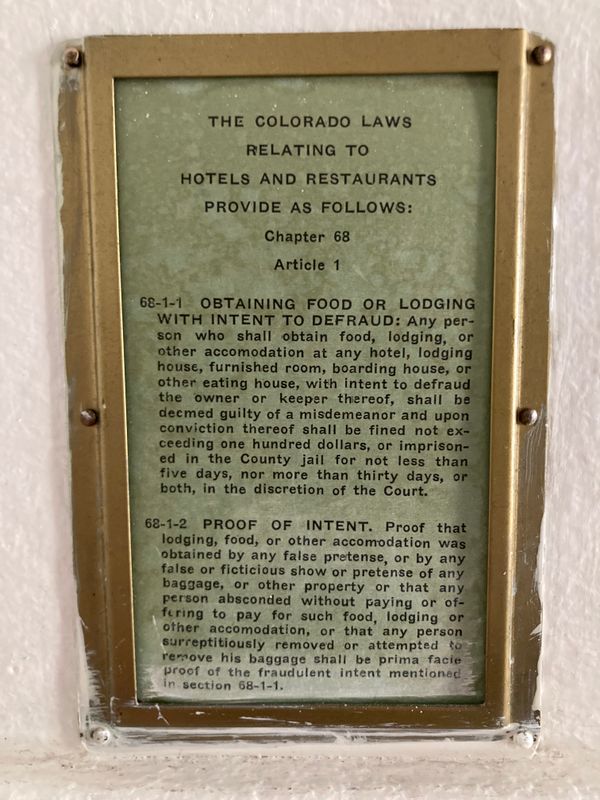 THE COLORADO LAWS
RELATING TO
HOTELS AND RESTAURANTS
PROVIDE AS FOLLOWS:
Chapter 68
Article 1
68-1-1 OBTAINING FOOD OR LODGING
WITH INTENT TO DEFRAUD: Any per-
son who shall obtain food, lodging, or
other accomodation at any hotel, lodging
house, furnished room, boarding house, or
other eating house, with intent to defraud
the owner or keeper thereof, shall be
decmed guilty of a misdemeanor and upon
conviction thereof shall be fined not ex-
ceeding one hundred dollars, or imprison-
ed in the County jail for not less than
five days, nor more than thirty days, or
both, in the discretion of the Court.
68-1-2 PROOF OF INTENT. Proof that
lodging, food, or other accomodation was
obtained by any false pretense, or by any
false or ficticious show or pretense of any
baggage, or other property or that any
person absconded without paying or of-
fering to pay for such food, lodging or
other accomodation, or that any person
surreptitiously removed or attempted to
remove his baggage shall be prima facie
proof of the fraudulent intent mentioned
in section 68-1-1.